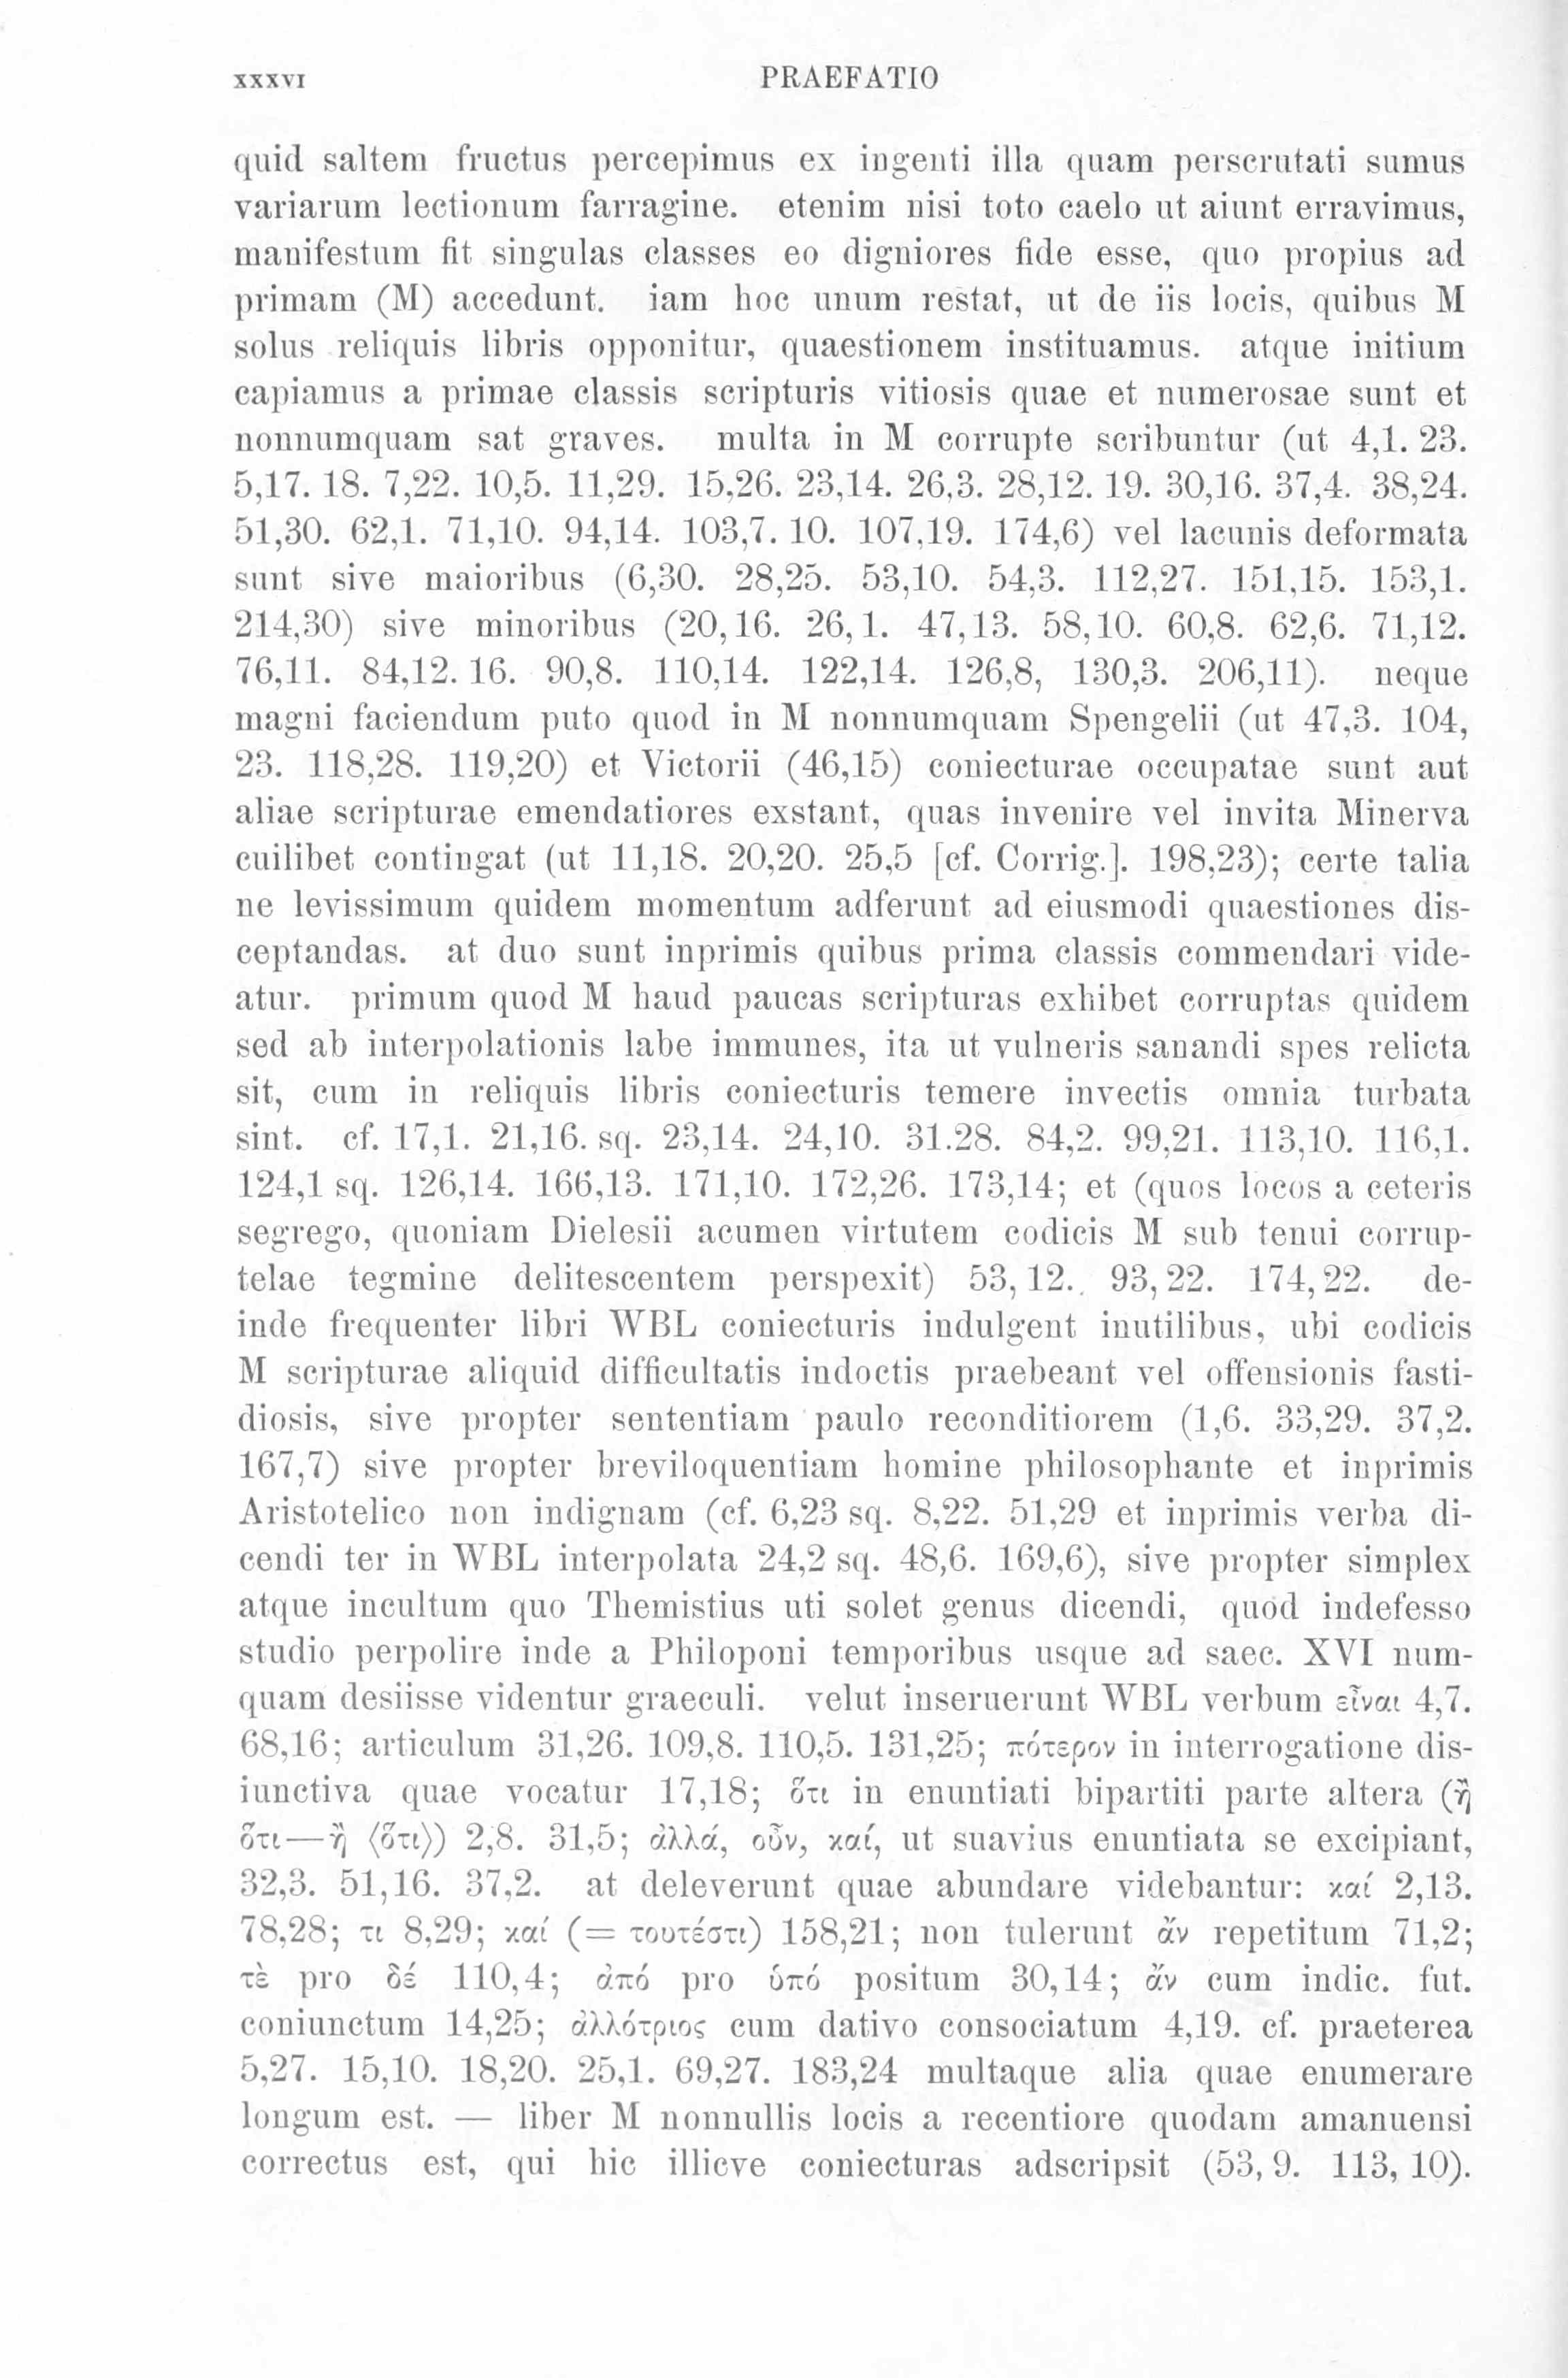 xxxvi PRAEFATIO
quid saltem fructus percepimus ex ingenti illa quam perscrutati sumus
variarum lectionum farragine. etenim nisi toto caelo ut aiunt erravimus,
manifestum fit singulas classes eo digniores fide esse, quo propius ad
primam (M) accedunt. iam hoc unum restat, ut de iis locis, quibus M
solus reliquis libris opponitur, quaestionem instituamus. atque initium
capiamus a primae classis scripturis vitiosis quae et numerosae sunt et
nonnumquam sat graves. multa in M corrupte scribuntur (ut 4,1. 23.
5,17. 18. 7,22. 10,5. 11,29. 15,26. 23,14. 26,3. 28,12. 19. 30,16. 37,4. 38,24.
51,30. 62,1. 71,10. 94,14. 103,7. 10. 107,19. 174,6) vel lacunis deformata
sunt sive maioribus (6,30. 28,25. 53,10. 54,3. 112,27. 151,15. 153,1.
214,30) sive minoribus (20,16. 26,1. 47,13. 58,10. 60,8. 62,6. 71,12.
76,11. 84,12. 16. 90,8. 110,14. 122,14. 126,8, 130,3. 206,11). neque
magni faciendum puto quod in M nonnumquam Spengelii (ut 47,3. 104,
23. 118,28. 119,20) et Victorii (46,15) coniecturae occupatae sunt aut
aliae scripturae emendatiores exstant, quas invenire vel invita Minerva
cuilibet contingat (ut 11,18. 20,20. 25,5 [cf. Corrig.]. 198,23); certe talia
ne levissimum quidem momentum adferunt ad eiusmodi quaestiones dis-
ceptandas. at duo sunt inprimis quibus prima classis commendari vide-
atur. primum quod M haud paucas scripturas exhibet corruptas quidem
sed ab interpolationis labe immunes, ita ut vulneris sanandi spes relicta
sit, cum in reliquis libris coniecturis temere invectis omnia turbata
sint. cf. 17,1. 21,16. sq. 23,14. 24,10. 31.28. 84,2. 99,21. 113,10. 116,1.
124,1 sq. 126,14. 166,13. 171,10. 172,26. 173,14; et (quos locos a ceteris
segrego, quoniam Dielesii acumen virtutem codicis M sub tenui corrup-
telae tegmine delitescentem perspexit) 53,12. 93,22. 174,22. de-
inde frequenter libri WBL coniecturis indulgent inutilibus, ubi codicis
M scripturae aliquid difficultatis indoctis praebeant vel offensionis fasti-
diosis, sive propter sententiam paulo reconditiorem (1,6. 33,29. 37,2.
167,7) sive propter breviloquentiam homine philosophante et inprimis
Aristotelico non indignam (cf. 6,23 sq. 8,22. 51,29 et inprimis verba di-
cendi ter in WBL interpolata 24,2 sq. 48,6. 169,6), sive propter simplex
atque incultum quo Themistius uti solet genus dicendi, quod indefesso
studio perpolire inde a Philoponi temporibus usque ad saec. XVI num-
quam desiisse videntur graeculi. velut inseruerunt WBL verbum εἶναι 4,7.
68,16; articulum 31,26. 109,8. 110,5. 131,25; πότερον in interrogatione dis-
iunctiva quae vocatur 17,18; ὅτι in enuntiati bipartiti parte altera (ἢ
ὅτι—ἢ ⟨ὅτι⟩) 2,8. 31,5; ἀλλά, οὖν, καί, ut suavius enuntiata se excipiant,
32,3. 51,16. 37,2. at deleverunt quae abundare videbantur: καί 2,13.
78,28; τι 8,29; καί (= τουτέστι) 158,21; non tulerunt ἄν repetitum 71,2;
τὲ pro δέ 110,4; ἀπό pro ὑπό positum 30,14; ἄν cum indic. fut.
coniunctum 14,25; ἀλλότριος cum dativo consociatum 4,19. cf. praeterea
5,27. 15,10. 18,20. 25,1. 69,27. 183,24 multaque alia quae enumerare
longum est. — liber M nonnullis locis a recentiore quodam amanuensi
correctus est, qui hic illicve coniecturas adscripsit (53,9. 113,10).